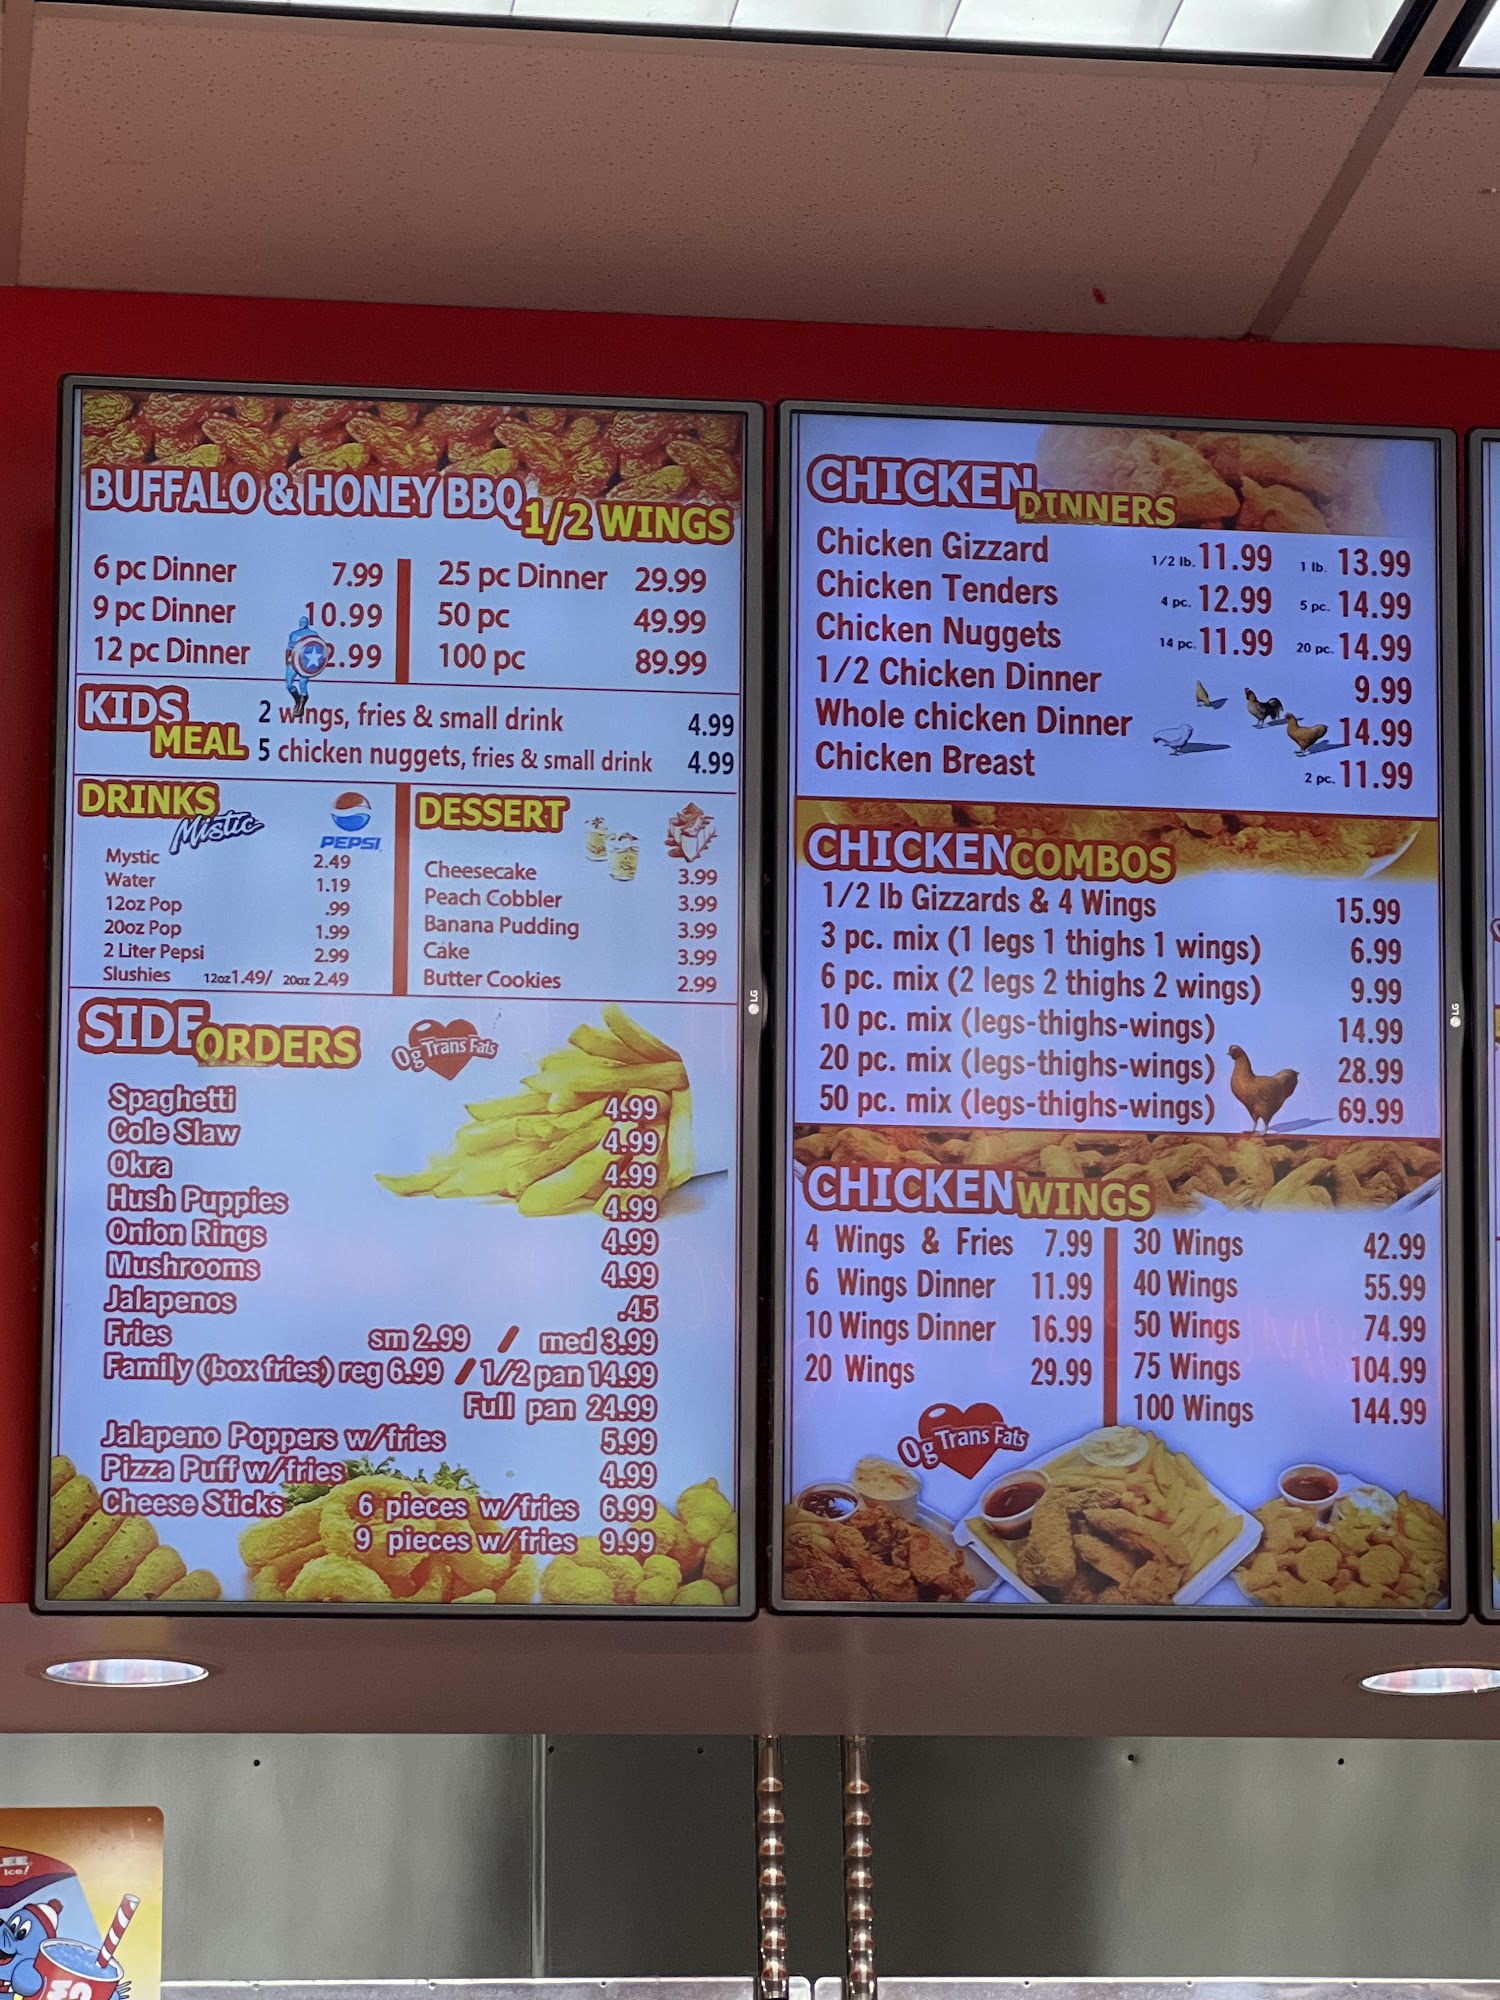 BUFFALO & HONEY BBQ 1/2 WINGS
6 pc Dinner 7.99
9 pc Dinner 10.99
12 pc Dinner 2.99
25 pc Dinner 29.99
50 pc 49.99
100 pc 89.99
KIDS MEAL
2 wings, fries & small drink 4.99
5 chicken nuggets, fries & small drink 4.99
DRINKS
Mistic
PEPSI
Mystic 2.49
Water 1.19
12oz Pop .99
20oz Pop 1.99
2 Liter Pepsi 2.99
Slushies 12oz 1.49/ 20oz 2.49
DESSERT
Cheesecake 3.99
Peach Cobbler 3.99
Banana Pudding 3.99
Cake 3.99
Butter Cookies 2.99
SIDE ORDERS
0g Trans Fats
Spaghetti 4.99
Cole Slaw 4.99
Okra 4.99
Hush Puppies 4.99
Onion Rings 4.99
Mushrooms 4.99
Jalapenos .45
Fries sm 2.99 / med 3.99
Family (box fries) reg 6.99 / 1/2 pan 14.99
Full pan 24.99
Jalapeno Poppers w/fries 5.99
Pizza Puff w/fries 4.99
Cheese Sticks 6 pieces w/fries 6.99
9 pieces w/fries 9.99
LG
CHICKEN DINNERS
Chicken Gizzard 1/2 lb. 11.99 1 lb. 13.99
Chicken Tenders 4 pc. 12.99 5 pc. 14.99
Chicken Nuggets 14 pc. 11.99 20 pc. 14.99
1/2 Chicken Dinner 9.99
Whole chicken Dinner 14.99
Chicken Breast 2 pc. 11.99
CHICKEN COMBOS
1/2 lb Gizzards & 4 Wings 15.99
3 pc. mix (1 legs 1 thighs 1 wings) 6.99
6 pc. mix (2 legs 2 thighs 2 wings) 9.99
10 pc. mix (legs-thighs-wings) 14.99
20 pc. mix (legs-thighs-wings) 28.99
50 pc. mix (legs-thighs-wings) 69.99
CHICKEN WINGS
4 Wings & Fries 7.99
6 Wings Dinner 11.99
10 Wings Dinner 16.99
20 Wings 29.99
30 Wings 42.99
40 Wings 55.99
50 Wings 74.99
75 Wings 104.99
100 Wings 144.99
0g Trans Fats
LG